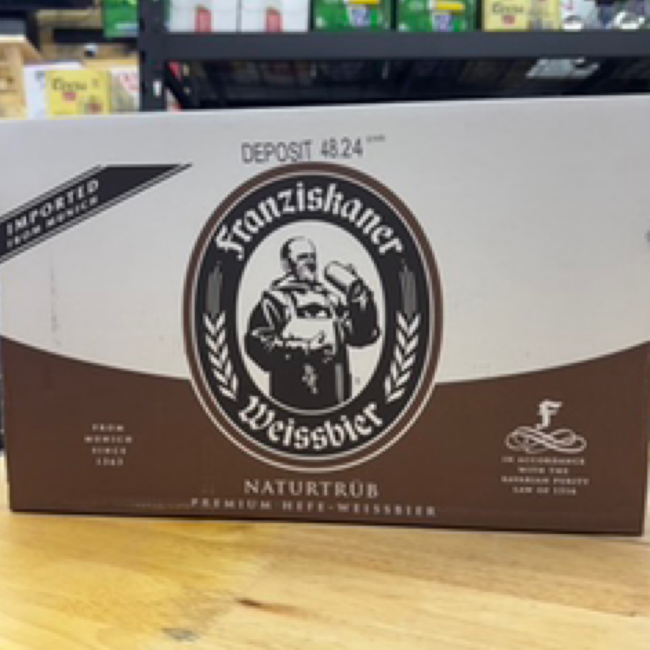 DEPOSIT 48.24
IMPORTED
FROM MUNICH
Franziskaner
Weissbier
FROM
MUNICH
SINCE
1363
F
IN ACCORDANCE
WITH THE
BAVARIAN PURITY
LAW OF 1516
NATURTRÜB
PREMIUM HEFE-WEISSBIER